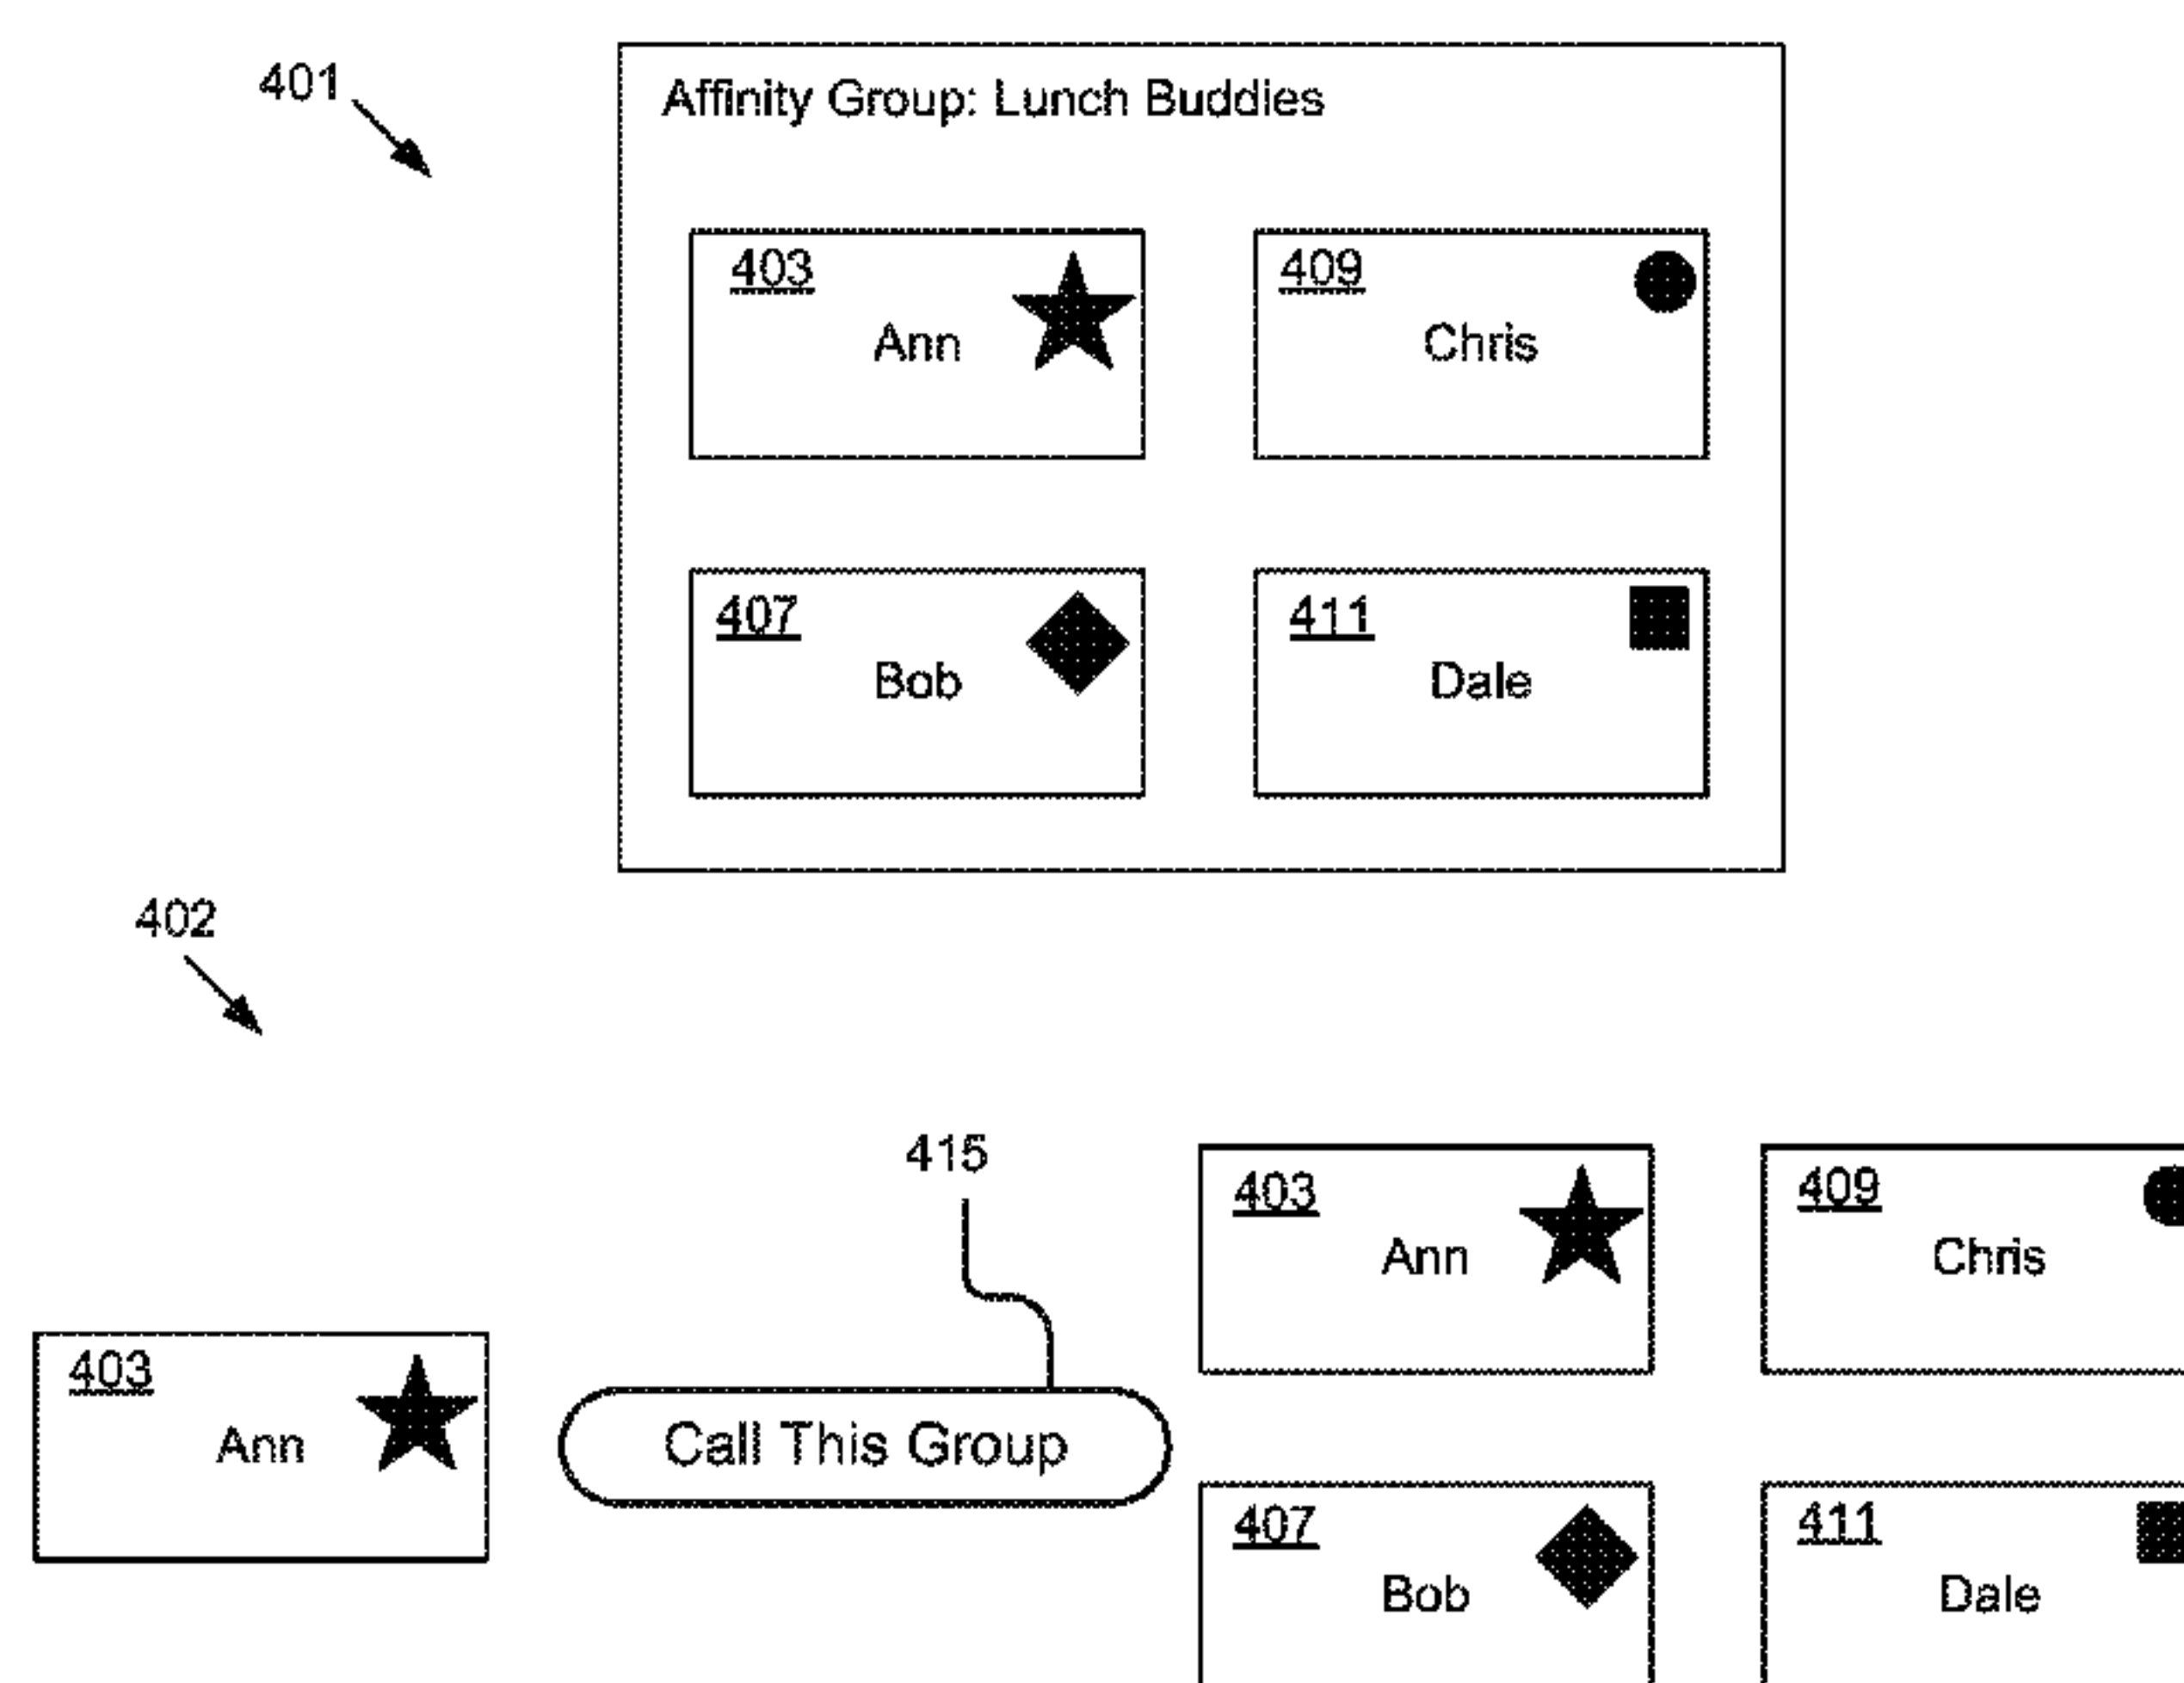 401
Affinity Group: Lunch Buddies
403
Ann
409
Chris
407
Bob
411
Dale
402
415
403
Ann
409
Chris
403
Ann
Call This Group
407
Bob
411
Dale